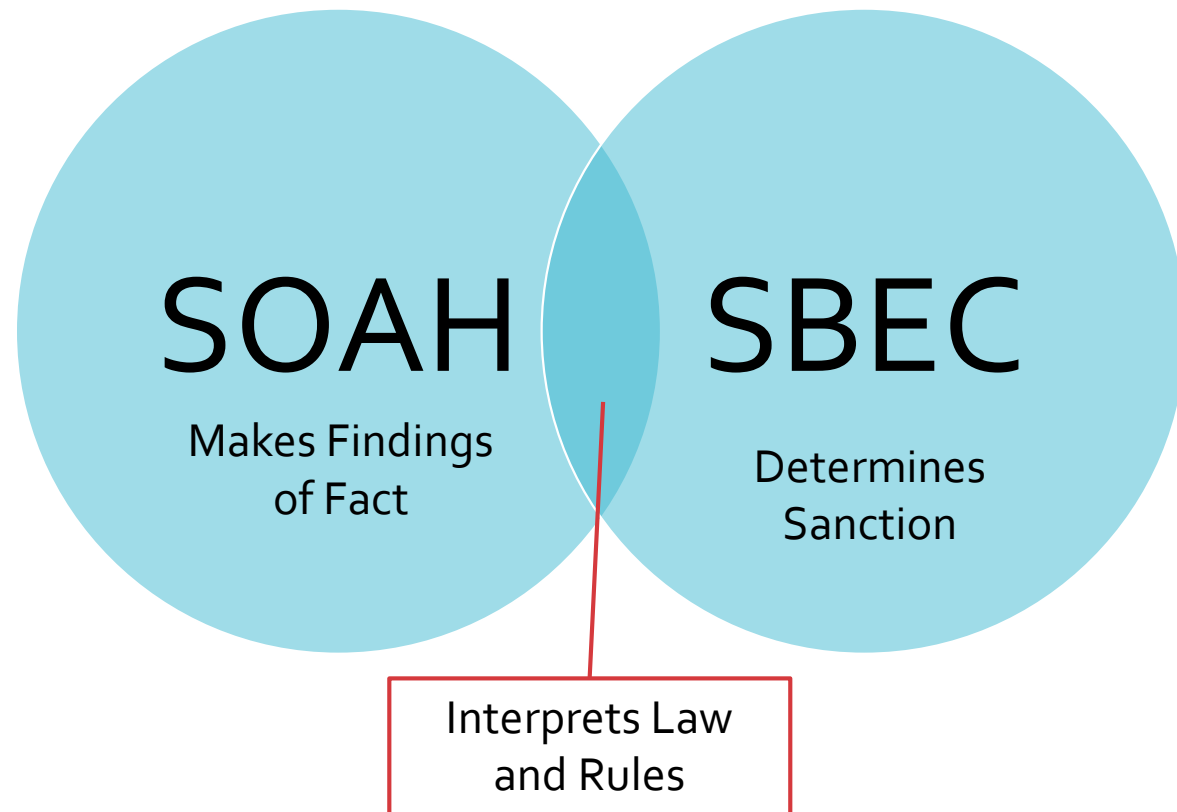 SOAH
Makes Findings
of Fact
SBEC
Determines
Sanction
Interprets Law
and Rules